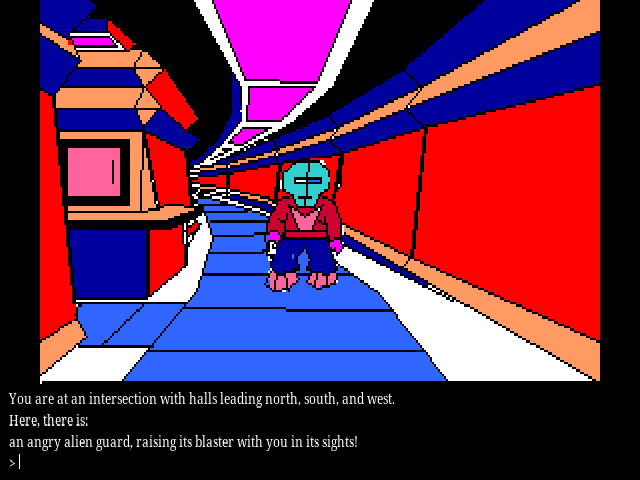 You are at an intersection with halls leading north, south, and west.
Here, there is:
an angry alien guard, raising its blaster with you in its sights!
>